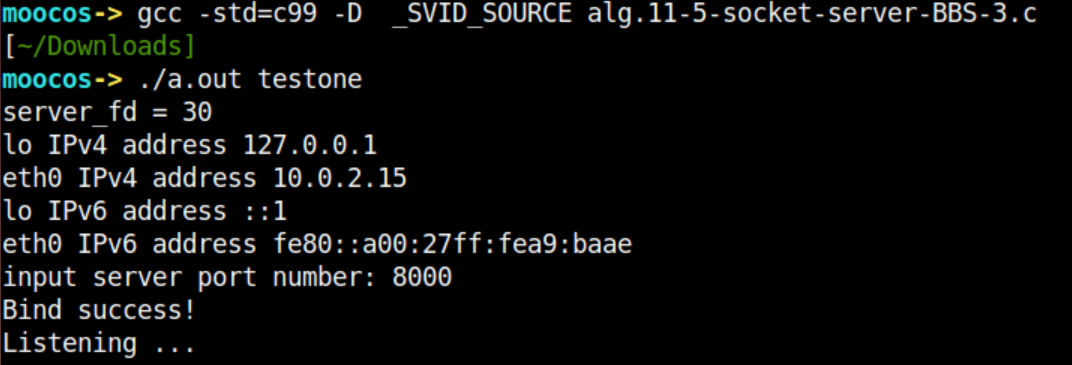 moocos-> gcc -std=c99 -D  _SVID_SOURCE alg.11-5-socket-server-BBS-3.c
[~/Downloads]
moocos-> ./a.out testone
server_fd = 30
lo IPv4 address 127.0.0.1
eth0 IPv4 address 10.0.2.15
lo IPv6 address ::1
eth0 IPv6 address fe80::a00:27ff:fea9:baae
input server port number: 8000
Bind success!
Listening ...